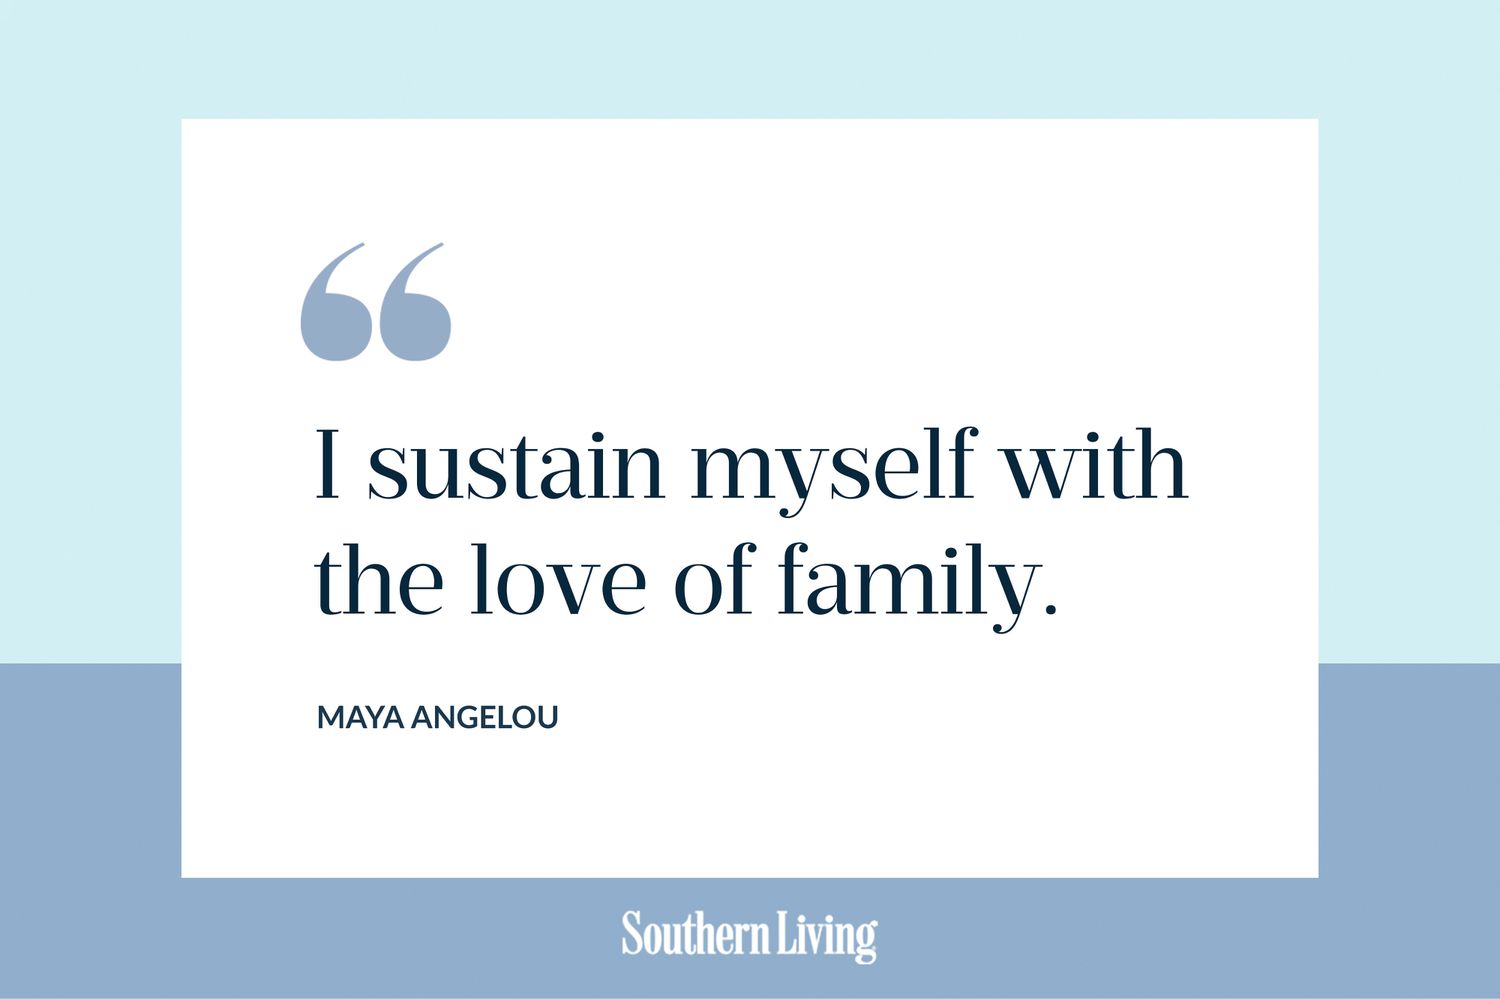 “
I sustain myself with
the love of family.
MAYA ANGELOU
Southern Living